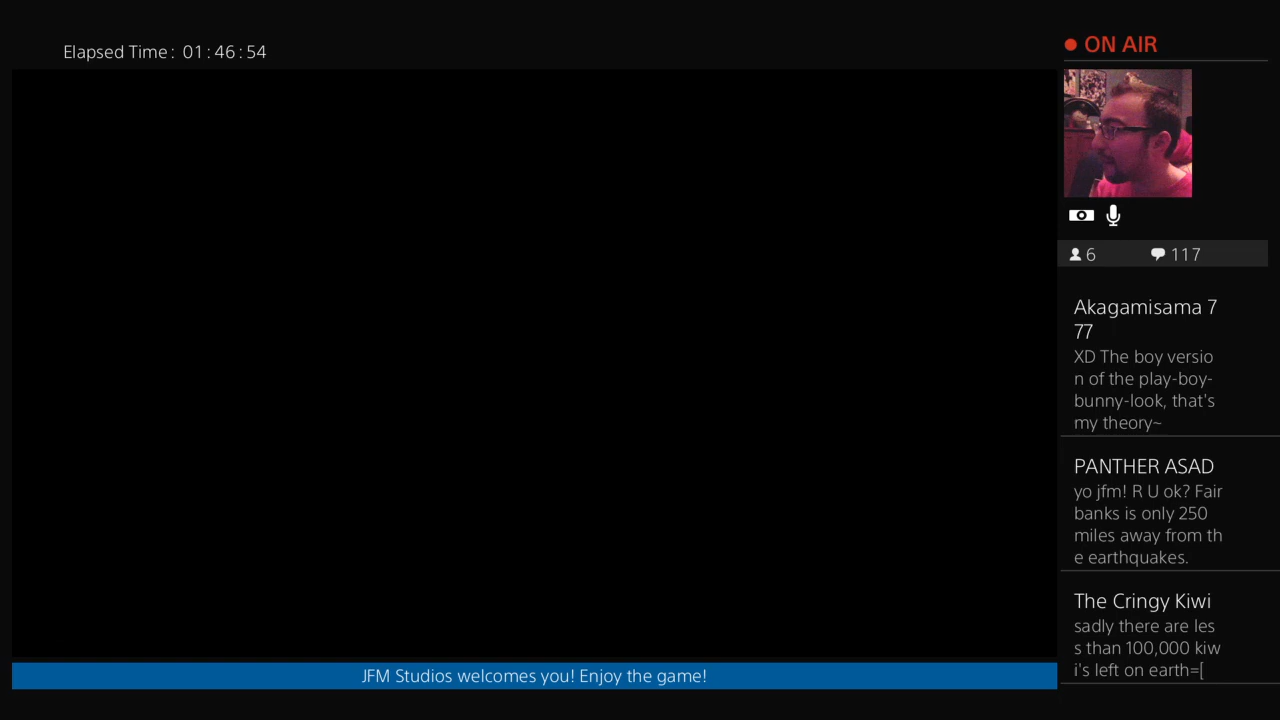 Elapsed Time: 01:46:54
ON AIR
6 117
Akagamisama 7
77
XD The boy versio
n of the play-boy-
bunny-look, that's
my theory~
PANTHER ASAD
yo jfm! R U ok? Fair
banks is only 250
miles away from th
e earthquakes.
The Cringy Kiwi
sadly there are les
s than 100,000 kiw
i's left on earth=[
JFM Studios welcomes you! Enjoy the game!